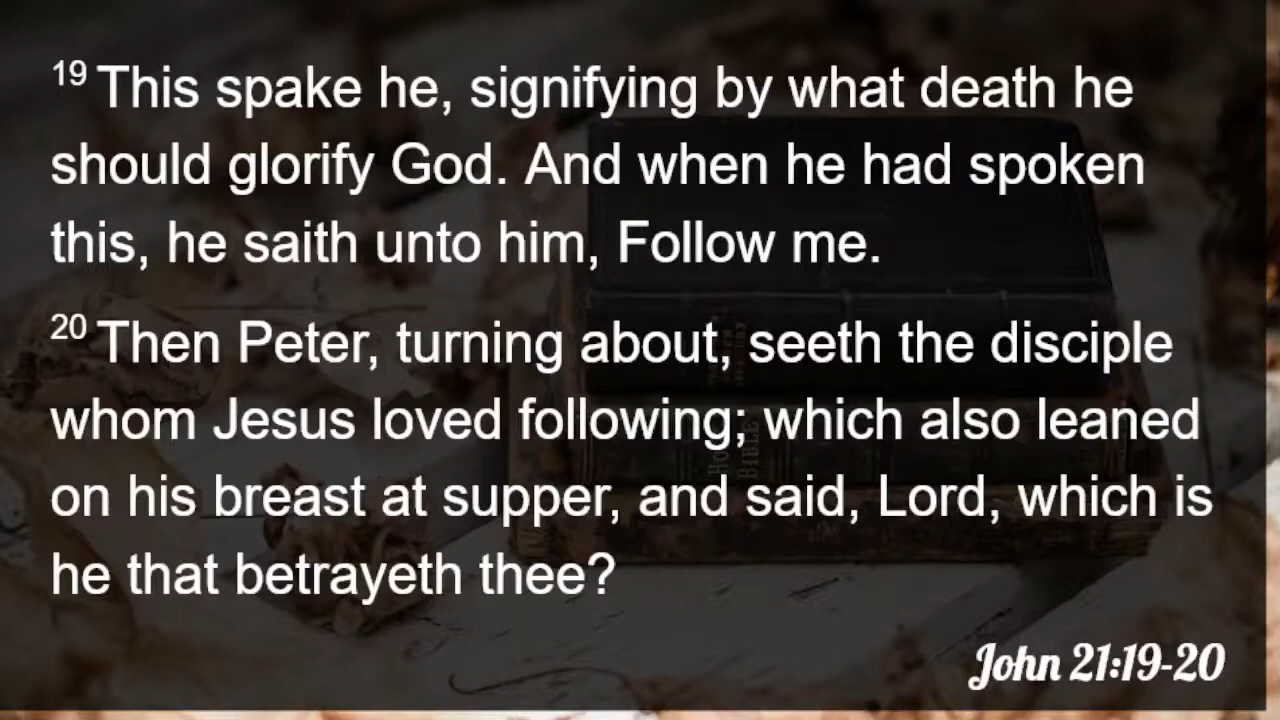 19 This spake he, signifying by what death he
should glorify God. And when he had spoken
this, he saith unto him, Follow me.
20 Then Peter, turning about, seeth the disciple
whom Jesus loved following; which also leaned
on his breast at supper, and said, Lord, which is
he that betrayeth thee?
HOLY
BIBLE
John 21:19-20